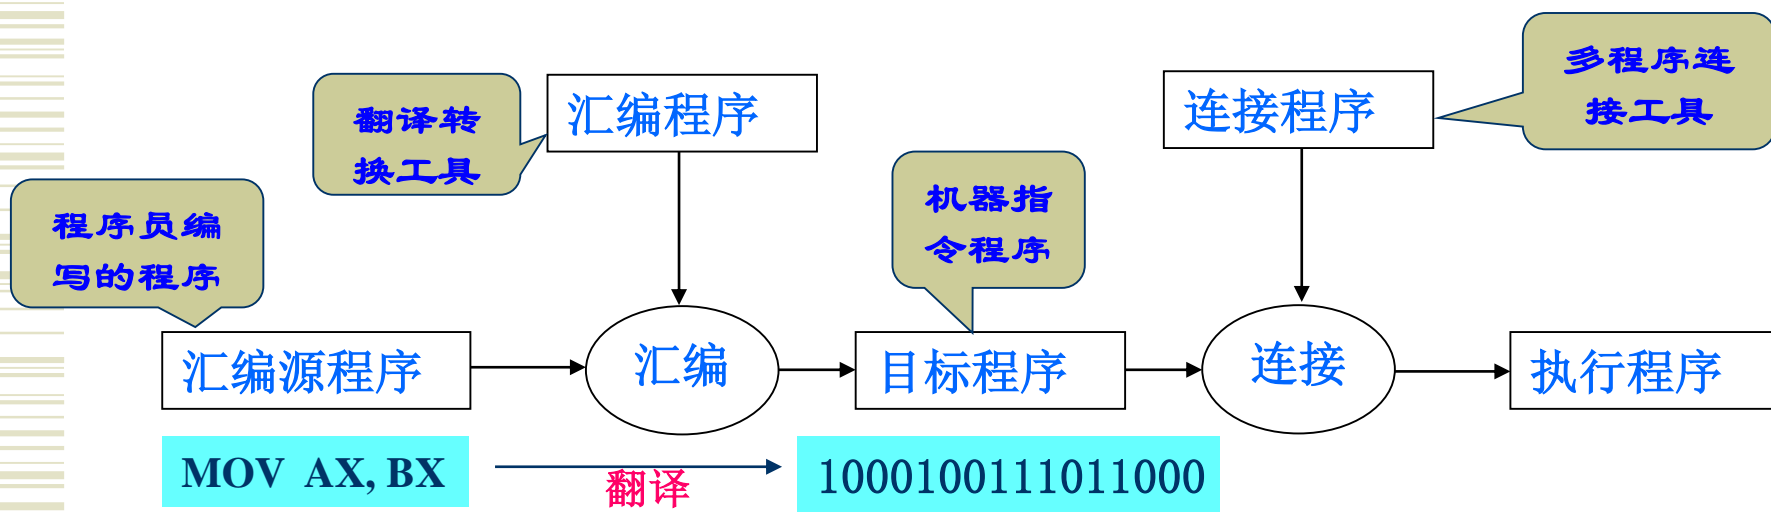 多程序连
接工具
翻译转
换工具
汇编程序
连接程序
机器指
令程序
程序员编
写的程序
汇编源程序
汇编
目标程序
连接
执行程序
MOV AX, BX
翻译
1000100111011000